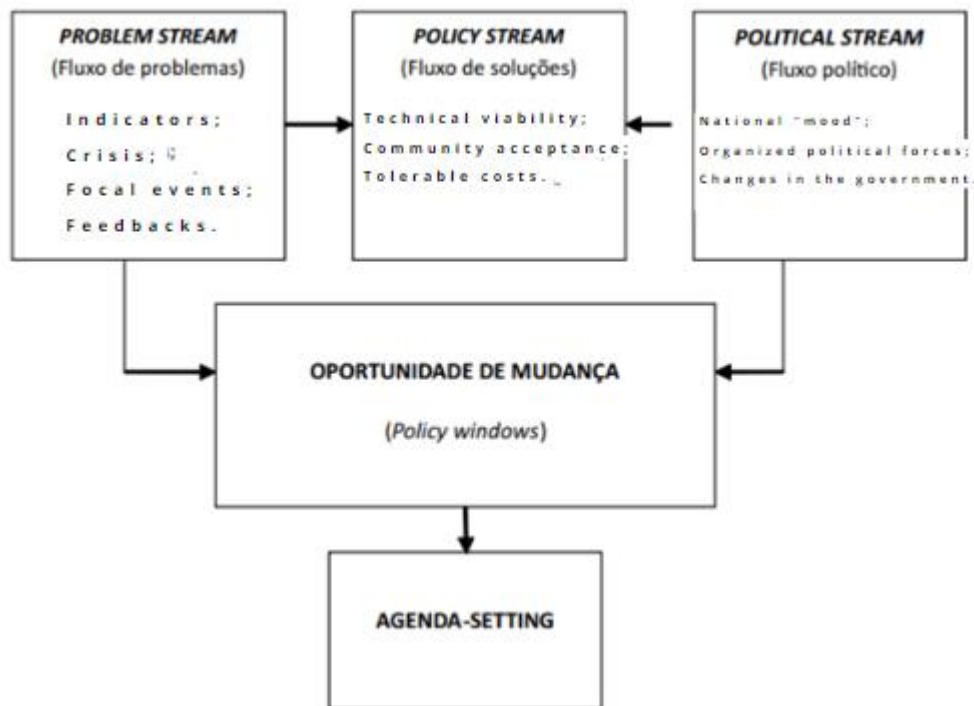 PROBLEM STREAM
(Fluxo de problemas)
Indicators;
Crisis;
Focal events;
Feedbacks.
POLICY STREAM
(Fluxo de soluções)
Technical viability;
Community acceptance;
Tolerable costs.
POLITICAL STREAM
(Fluxo político)
National "mood";
Organized political forces;
Changes in the government.
OPORTUNIDADE DE MUDANÇA
(Policy windows)
AGENDA-SETTING